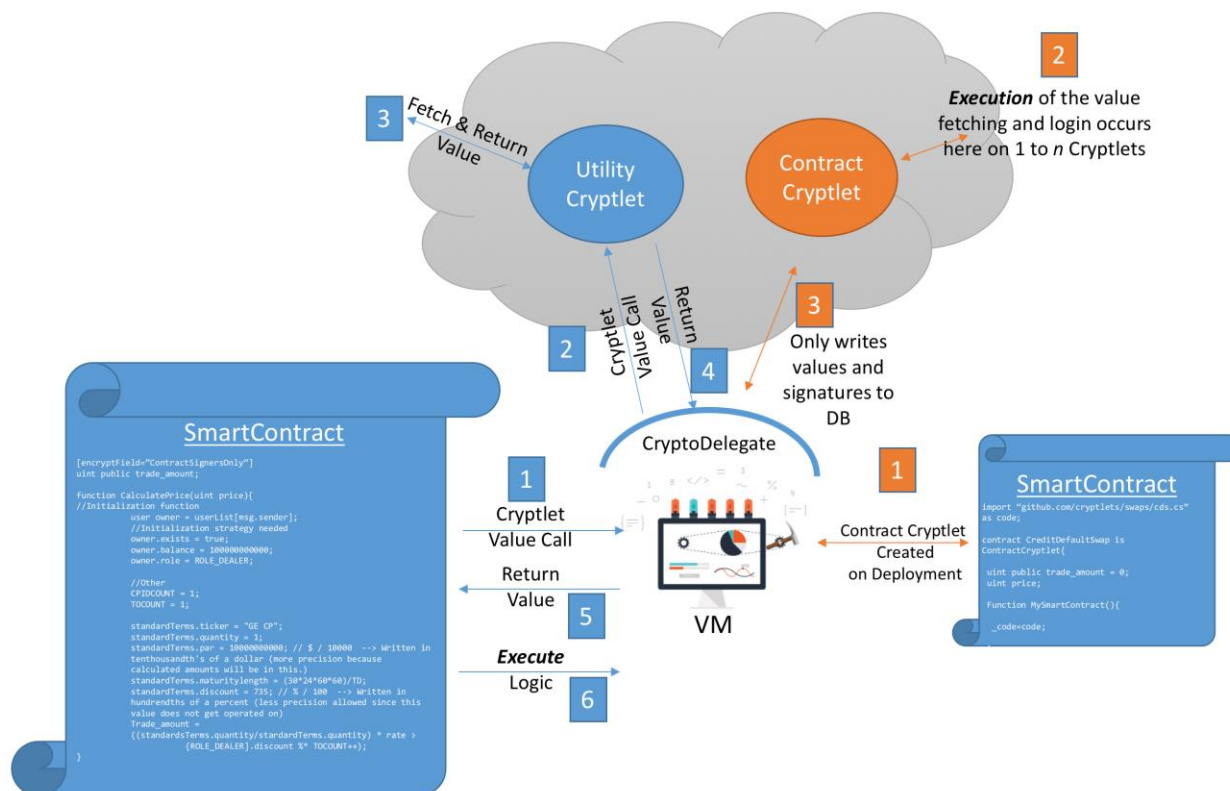 2
Execution of the value
fetching and login occurs
here on 1 to n Cryptlets
3
Fetch & Return
Value
Utility
Cryptlet
Contract
Cryptlet
2
Cryptlet
Value Call
Return
Value
4
3
Only writes
values and
signatures to
DB
SmartContract
[encryptField="ContractSignersOnly"]
uint public trade_amount;
function CalculatePrice(uint price){
//Initialization function
user owner = userList[msg.sender];
//Initialization strategy needed
owner.exists = true;
owner.balance = 100000000000;
owner.role = ROLE_DEALER;
//Other
CPIDCOUNT = 1;
TOCOUNT = 1;
standardTerms.ticker = "GE CP";
standardTerms.quantity = 1;
standardTerms.par = 10000000000; // $ / 10000 --> Written in
tenthousandth's of a dollar (more precision because
calculated amounts will be in this.)
standardTerms.maturitylength = (30*24*60*60)/TD;
standardTerms.discount = 735; // % / 100 --> Written in
hundrendths of a percent (less precision allowed since this
value does not get operated on)
Trade_amount =
((standardsTerms.quantity/stardardTerms.quantity) * rate >
{ROLE_DEALER].discount %* TOCOUNT++);
}
1
Cryptlet
Value Call
Return
Value
5
Execute
Logic
6
CryptoDelegate
VM
1
Contract Cryptlet
Created
on Deployment
SmartContract
import "github.com/cryptlets/swaps/cds.cs"
as code;
contract CreditDefaultSwap is
ContractCryptlet{
uint public trade_amount = 0;
uint price;
Function MySmartContract(){
_code=code;